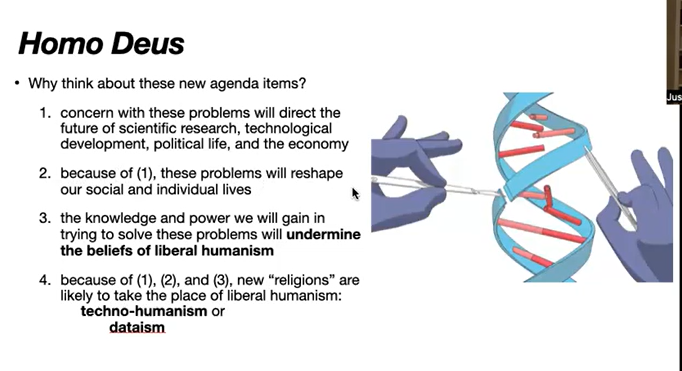 Homo Deus
• Why think about these new agenda items?
1. concern with these problems will direct the
future of scientific research, technological
development, political life, and the economy
2. because of (1), these problems will reshape
our social and individual lives
3. the knowledge and power we will gain in
trying to solve these problems will undermine
the beliefs of liberal humanism
4. because of (1), (2), and (3), new “religions” are
likely to take the place of liberal humanism:
techno-humanism or
dataism
Jus